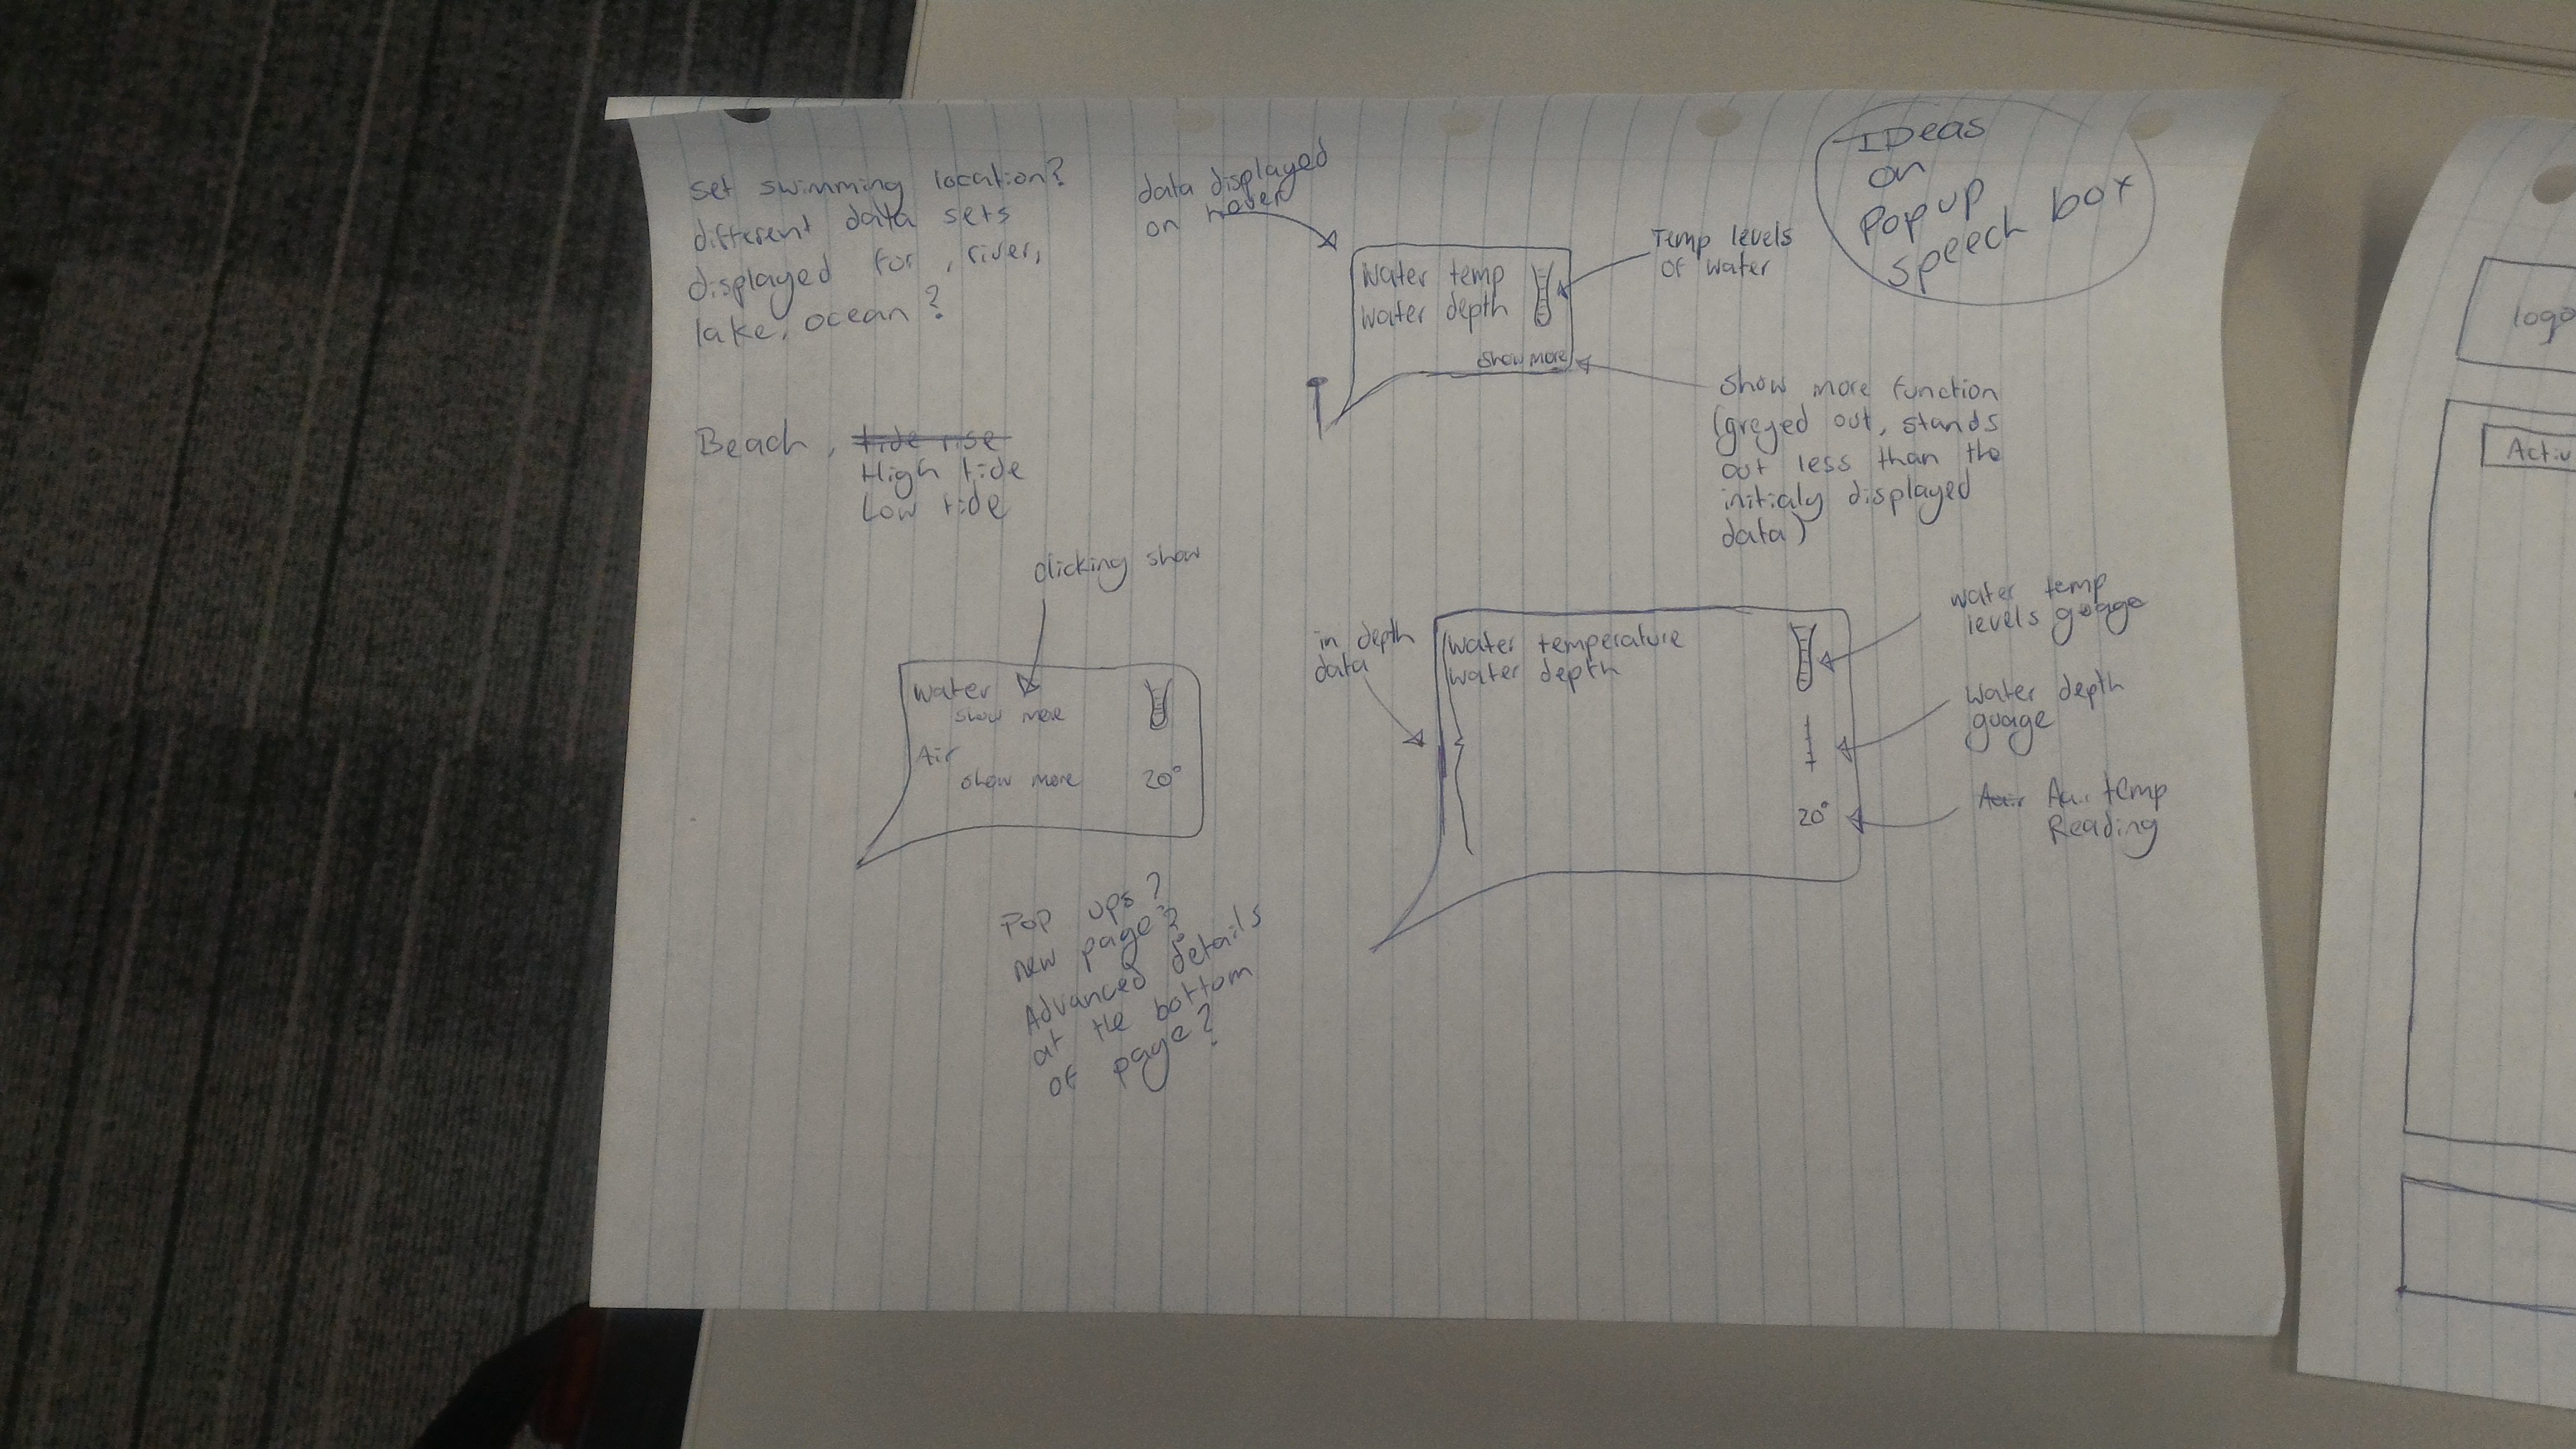 set swimming location?
different data sets
displayed for , river,
lake, ocean ?
Beach , tide rise
High tide
Low tide
data displayed
on hover
IDeas
on
Pop up
speech box
Water temp
Water depth
show more
Temp levels
of water
Show more function
(greyed out, stands
out less than the
initialy displayed
data)
clicking show
Water
show more
Air
show more
20°
in depth
data
Water temperature
Water depth
20°
Water temp
levels guage
Water depth
guage
Air temp
Reading
Pop ups?
new page?
Advanced details
at the bottom
of page?
logo
Activ